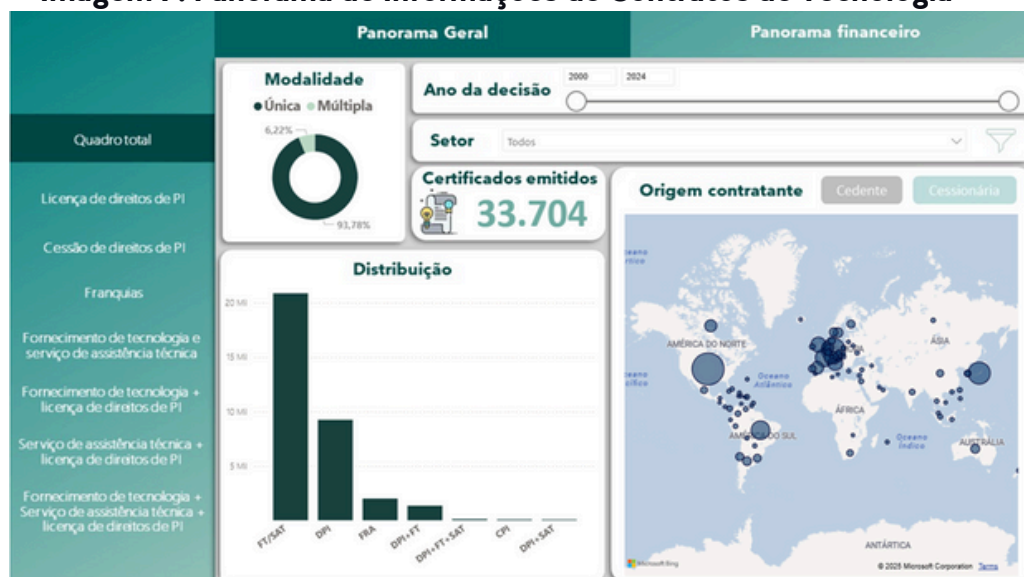 Panorama Geral
Panorama financeiro
Quadro total
Licença de direitos de PI
Cessão de direitos de PI
Franquias
Fornecimento de tecnologia e
serviço de assistência técnica
Fornecimento de tecnologia +
licença de direitos de PI
Serviço de assistência técnica +
licença de direitos de PI
Fornecimento de tecnologia +
Serviço de assistência técnica +
licença de direitos de PI
Modalidade
Única Múltipla
6,22%
93,78%
Ano da decisão
2000 2024
Setor
Todos
Certificados emitidos
33.704
Distribuição
20 Mil
15 Mil
10 Mil
5 Mil
FT/SAT
DPI
FRA
DPI+FT
DPI+FT+SAT
CPI
DPI+SAT
Origem contratante
Cedente
Cessionária
AMÉRICA DO NORTE
ÁSIA
Oceano
Atlântico
ÁFRICA
AMÉRICA DO SUL
Oceano
Índico
AUSTRÁLIA
ANTÁRTICA
Microsoft Bing
© 2025 Microsoft Corporation Terms